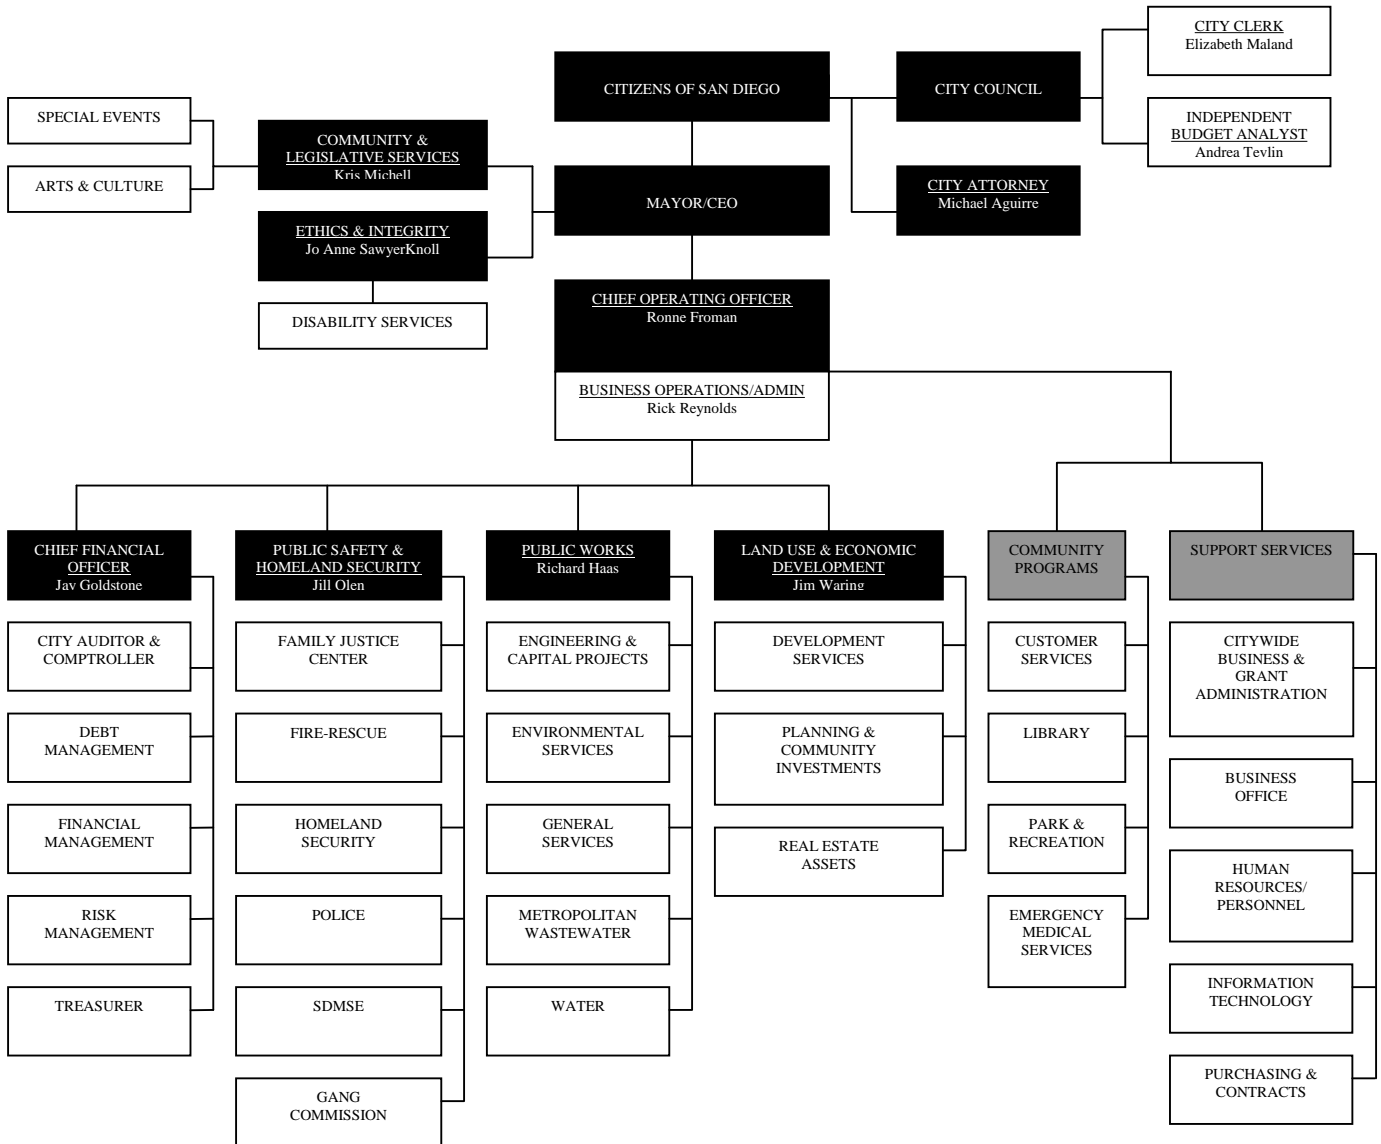 CITY CLERK
Elizabeth Maland
CITIZENS OF SAN DIEGO
CITY COUNCIL
INDEPENDENT
BUDGET ANALYST
Andrea Tevlin
SPECIAL EVENTS
ARTS & CULTURE
COMMUNITY &
LEGISLATIVE SERVICES
Kris Michell
MAYOR/CEO
CITY ATTORNEY
Michael Aguirre
ETHICS & INTEGRITY
Jo Anne SawyerKnoll
DISABILITY SERVICES
CHIEF OPERATING OFFICER
Ronne Froman
BUSINESS OPERATIONS/ADMIN
Rick Reynolds
CHIEF FINANCIAL
OFFICER
Jay Goldstone
CITY AUDITOR &
COMPTROLLER
DEBT
MANAGEMENT
FINANCIAL
MANAGEMENT
RISK
MANAGEMENT
TREASURER
PUBLIC SAFETY &
HOMELAND SECURITY
Jill Olen
FAMILY JUSTICE
CENTER
FIRE-RESCUE
HOMELAND
SECURITY
POLICE
SDMSE
GANG
COMMISSION
PUBLIC WORKS
Richard Haas
ENGINEERING &
CAPITAL PROJECTS
ENVIRONMENTAL
SERVICES
GENERAL
SERVICES
METROPOLITAN
WASTEWATER
WATER
LAND USE & ECONOMIC
DEVELOPMENT
Jim Waring
DEVELOPMENT
SERVICES
PLANNING &
COMMUNITY
INVESTMENTS
REAL ESTATE
ASSETS
COMMUNITY
PROGRAMS
CUSTOMER
SERVICES
LIBRARY
PARK &
RECREATION
EMERGENCY
MEDICAL
SERVICES
SUPPORT SERVICES
CITYWIDE
BUSINESS &
GRANT
ADMINISTRATION
BUSINESS
OFFICE
HUMAN
RESOURCES/
PERSONNEL
INFORMATION
TECHNOLOGY
PURCHASING &
CONTRACTS